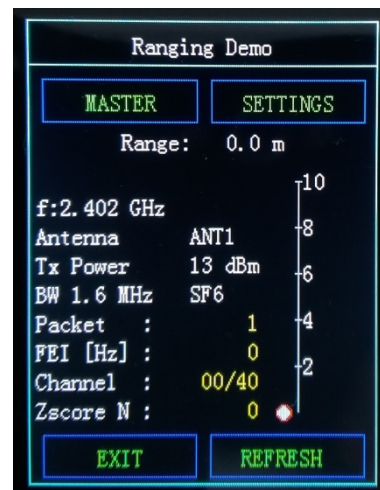 Ranging Demo
MASTER SETTINGS
Range: 0.0 m
10
f:2.402 GHz
8
Antenna ANT1
Tx Power 13 dBm
6
BW 1.6 MHz SF6
Packet : 1
4
FEI [Hz] : 0
2
Channel : 00/40
Zscore N : 0
EXIT REFRESH